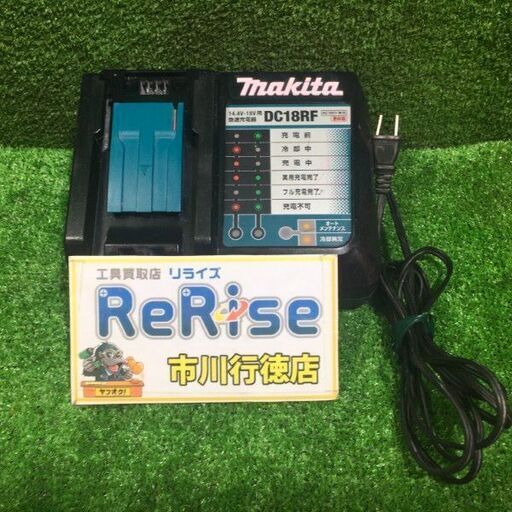 makita
14.4V-18V用
急速充電器 DC18RF
充電前
冷却中
充電中
実用充電完了
フル充電完了
充電不可
オート
メンテナンス
冷却異常
工具買取店 リライズ
ReRise
市川行徳店
ヤフオク!